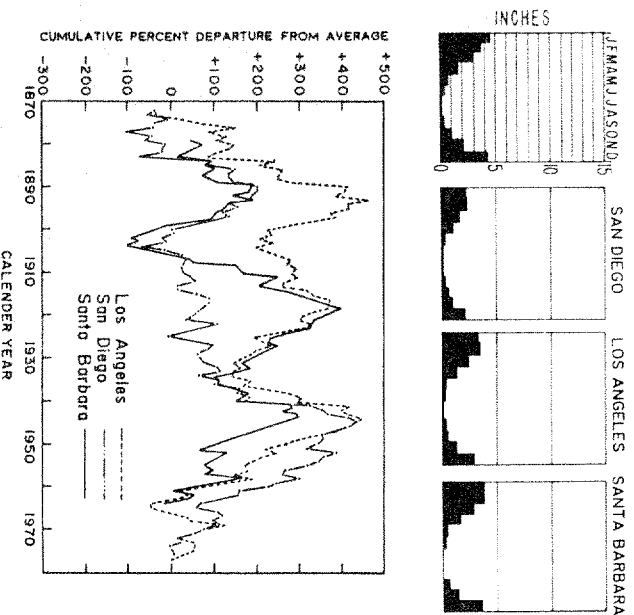 INCHES
JFMAMJJASOND
0
5
10
15
SAN DIEGO
LOS ANGELES
SANTA BARBARA
CUMULATIVE PERCENT DEPARTURE FROM AVERAGE
-300
-200
-100
0
+100
+200
+300
+400
+500
1870
1890
1910
1930
1950
1970
CALENDER YEAR
Los Angeles
San Diego
Santa Barbara